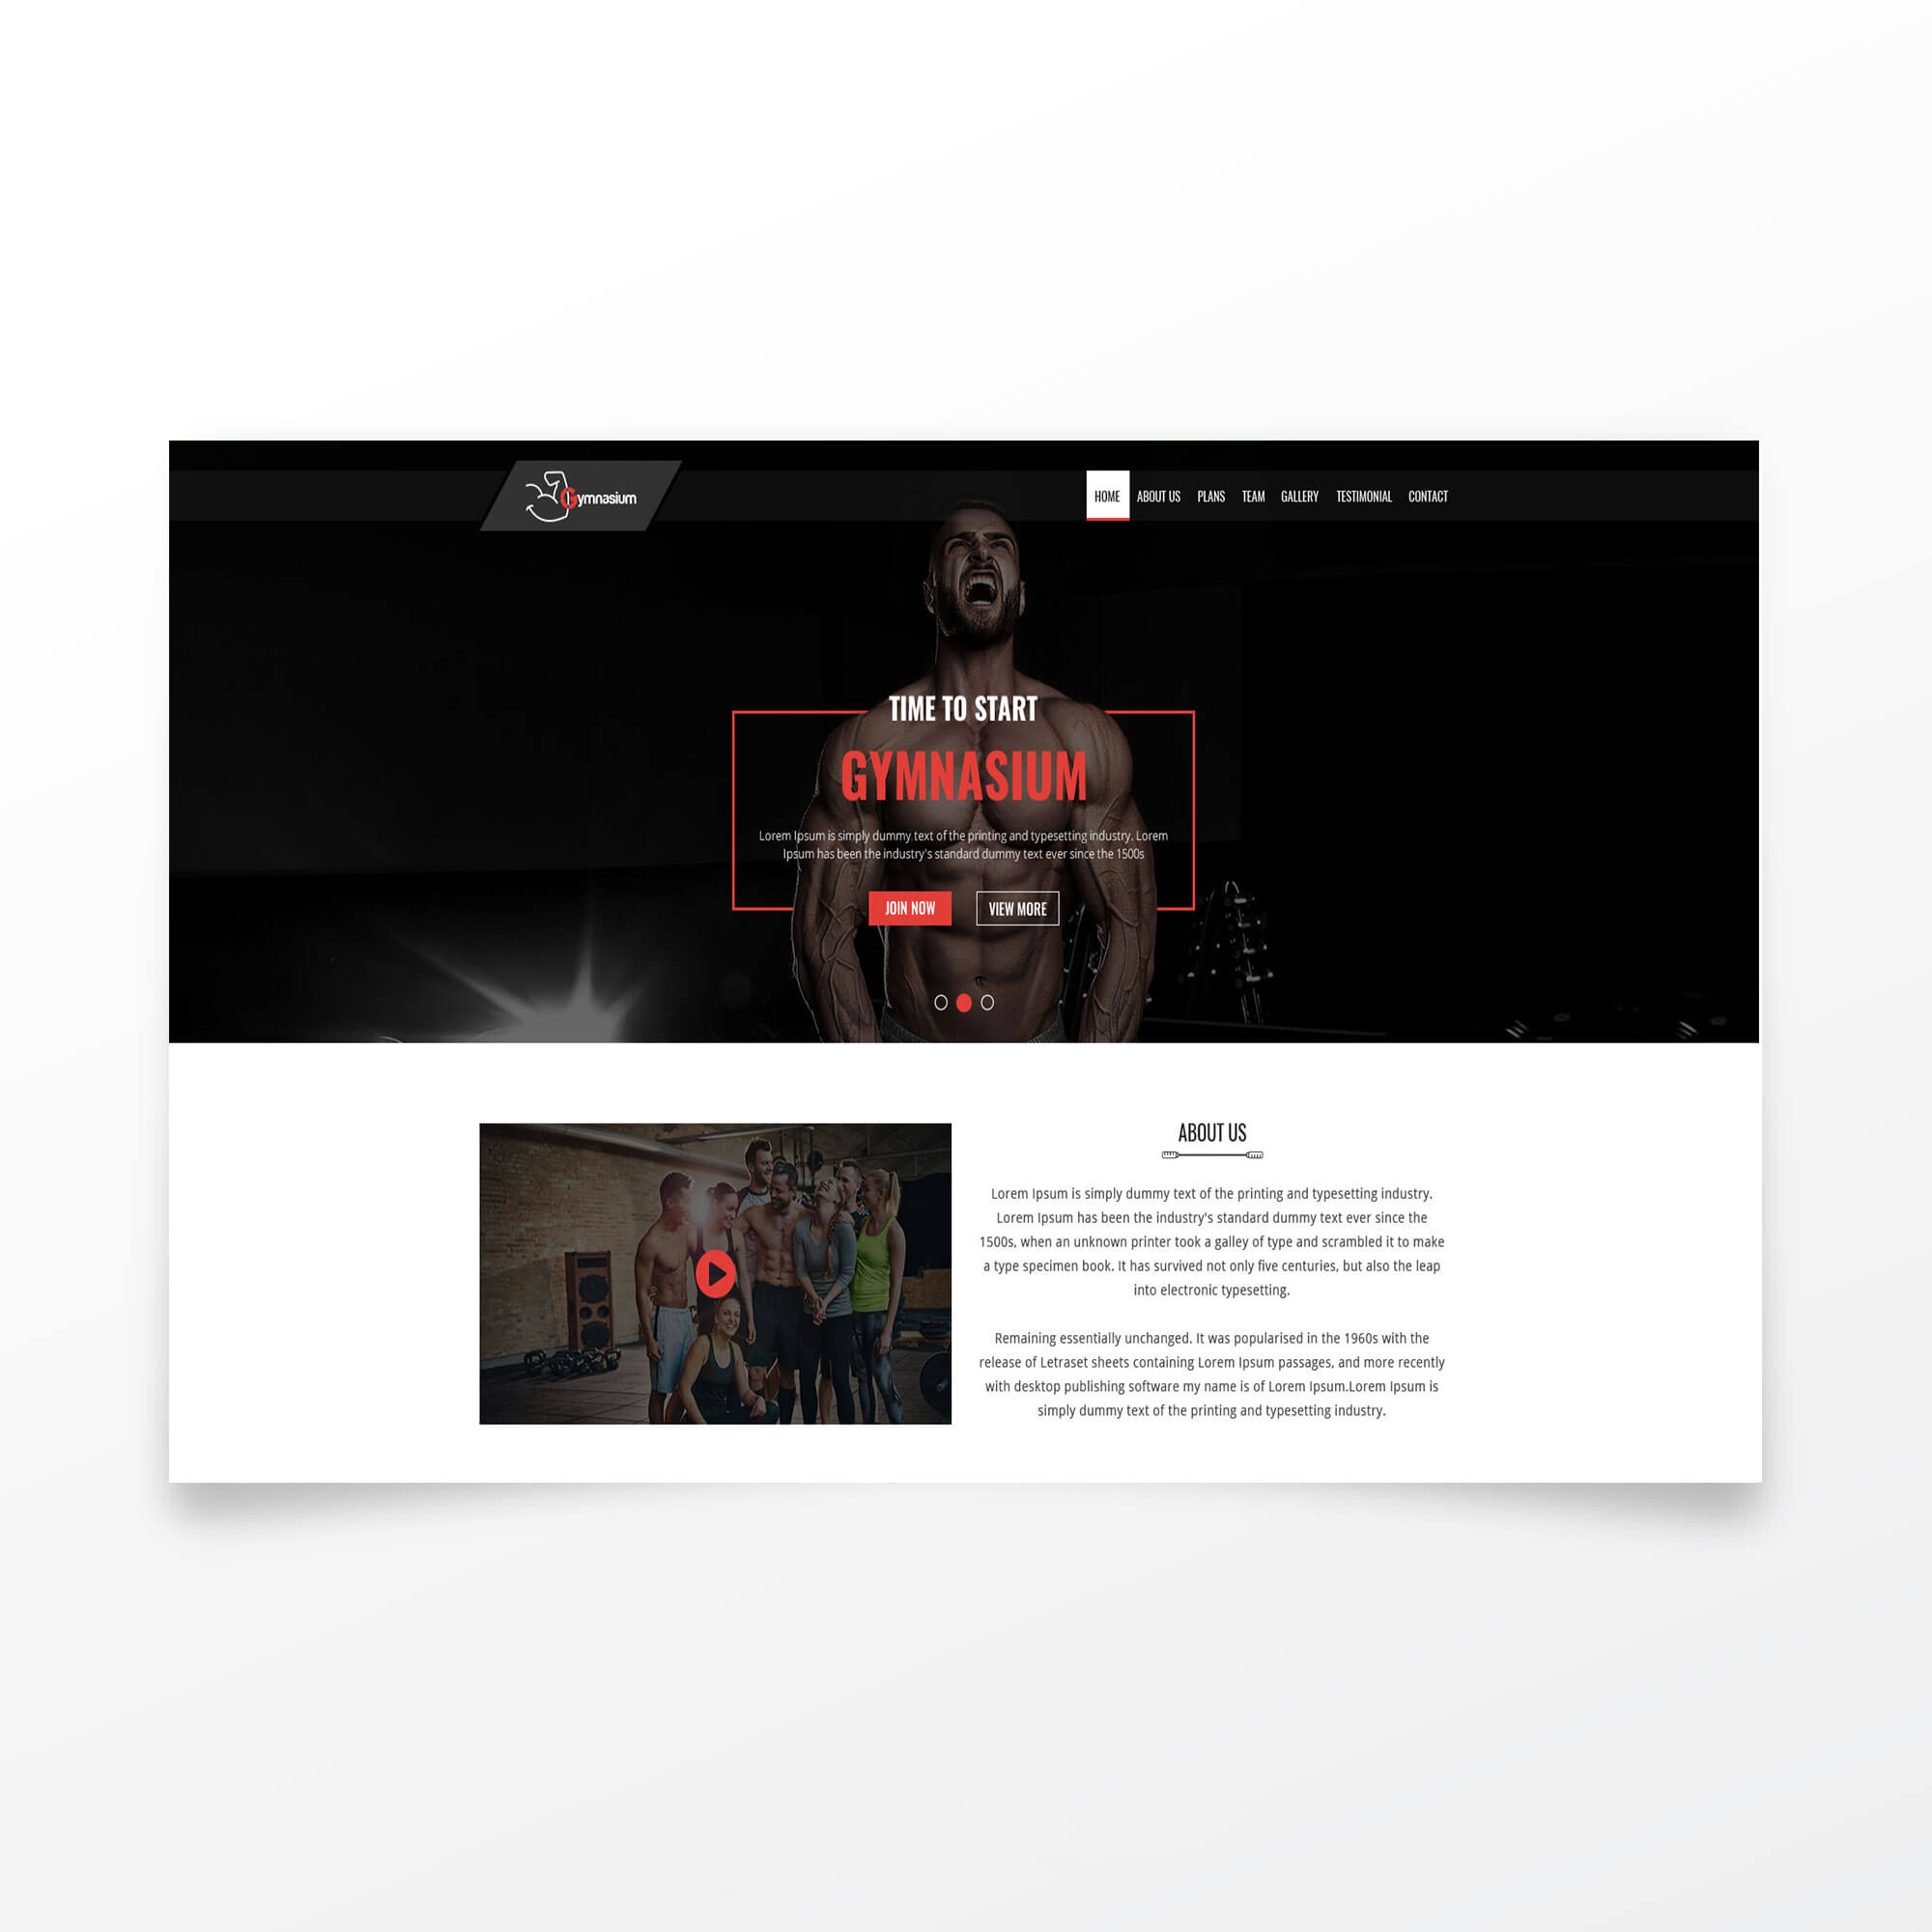 Gymnasium
HOME ABOUT US PLANS TEAM GALLERY TESTIMONIAL CONTACT
TIME TO START
GYMNASIUM
Lorem Ipsum is simply dummy text of the printing and typesetting industry. Lorem
Ipsum has been the industry's standard dummy text ever since the 1500s
JOIN NOW VIEW MORE
ABOUT US
Lorem Ipsum is simply dummy text of the printing and typesetting industry.
Lorem Ipsum has been the industry's standard dummy text ever since the
1500s, when an unknown printer took a galley of type and scrambled it to make
a type specimen book. It has survived not only five centuries, but also the leap
into electronic typesetting.
Remaining essentially unchanged. It was popularised in the 1960s with the
release of Letraset sheets containing Lorem Ipsum passages, and more recently
with desktop publishing software my name is of Lorem Ipsum.Lorem Ipsum is
simply dummy text of the printing and typesetting industry.